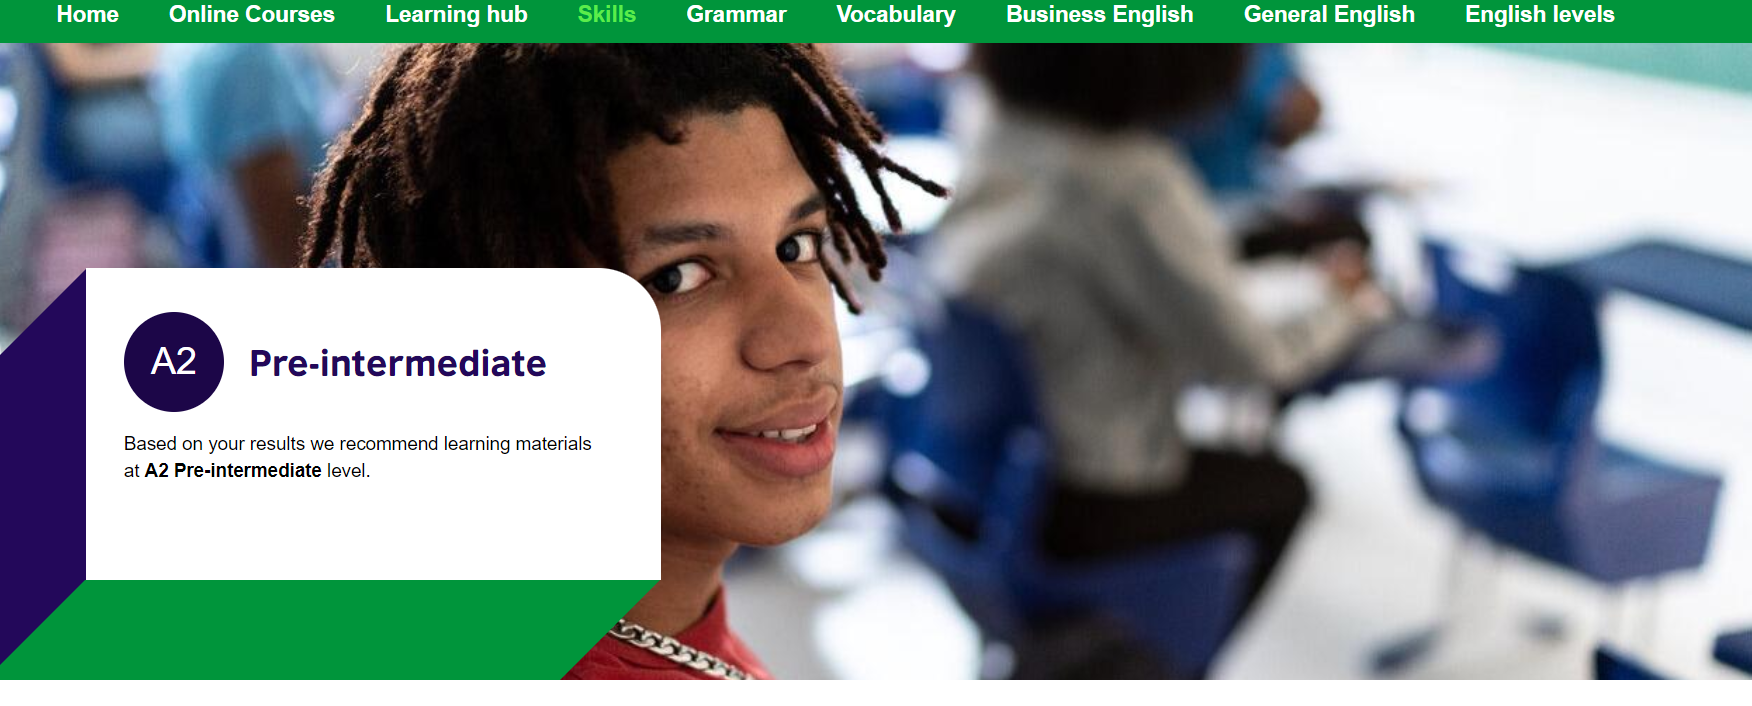 Home Online Courses Learning hub Skills Grammar Vocabulary Business English General English English levels
A2
Pre-intermediate
Based on your results we recommend learning materials
at A2 Pre-intermediate level.